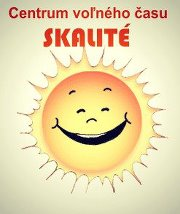 Centrum voľného času
SKALITÉ